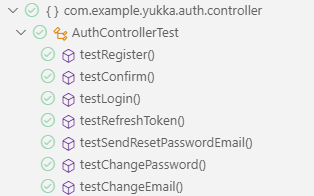 { } com.example.yukka.auth.controller
AuthControllerTest
testRegister()
testConfirm()
testLogin()
testRefreshToken()
testSendResetPasswordEmail()
testChangePassword()
testChangeEmail()